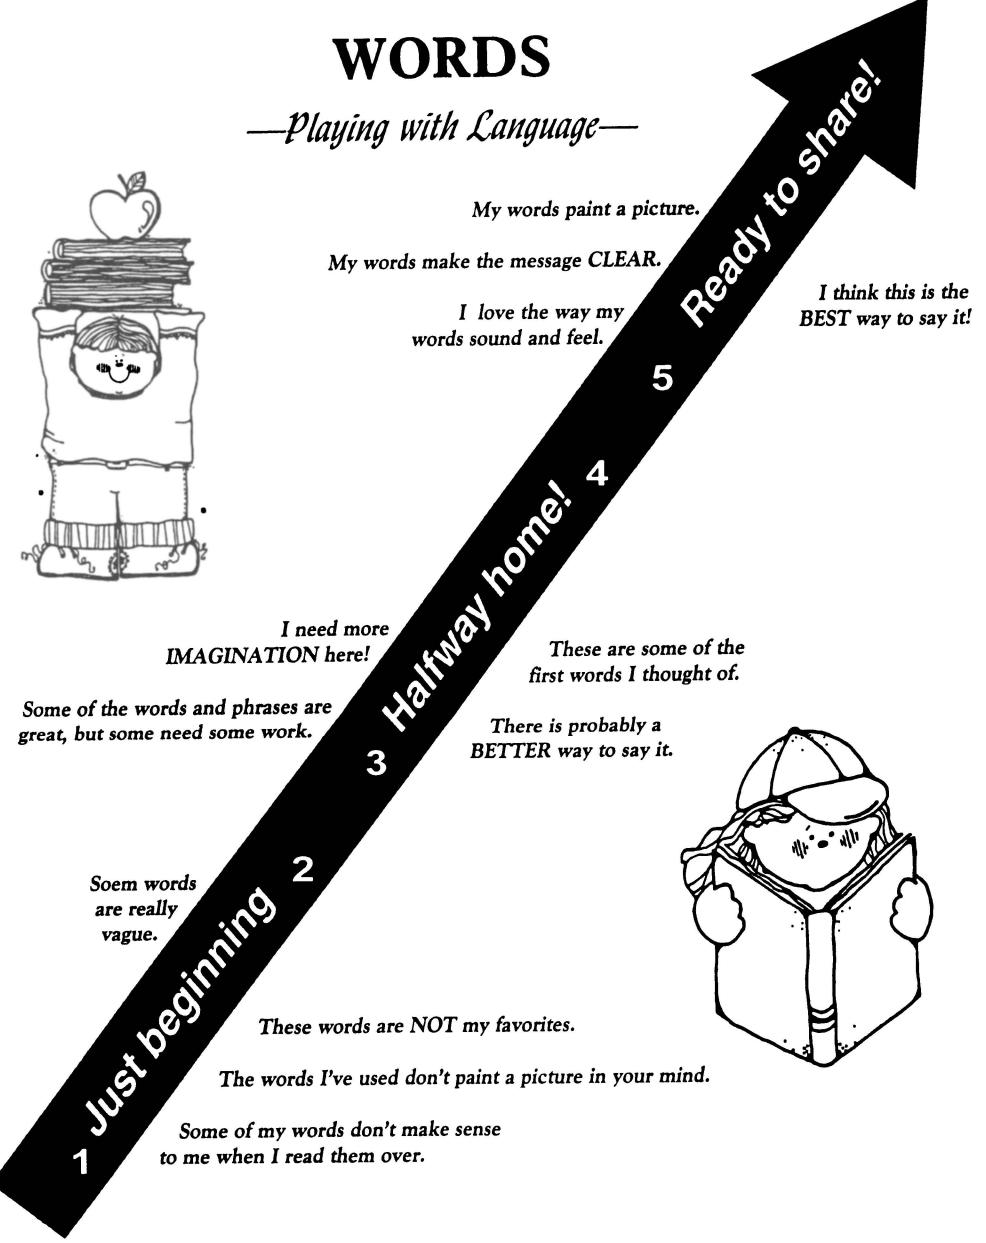 WORDS
—Playing with Language—
Ready to share!
My words paint a picture.
My words make the message CLEAR.
I love the way my
words sound and feel.
I think this is the
BEST way to say it!
5
4
Halfway home!
3
I need more
IMAGINATION here!
Some of the words and phrases are
great, but some need some work.
These are some of the
first words I thought of.
There is probably a
BETTER way to say it.
2
Just beginning
1
Soem words
are really
vague.
These words are NOT my favorites.
The words I've used don't paint a picture in your mind.
Some of my words don't make sense
to me when I read them over.